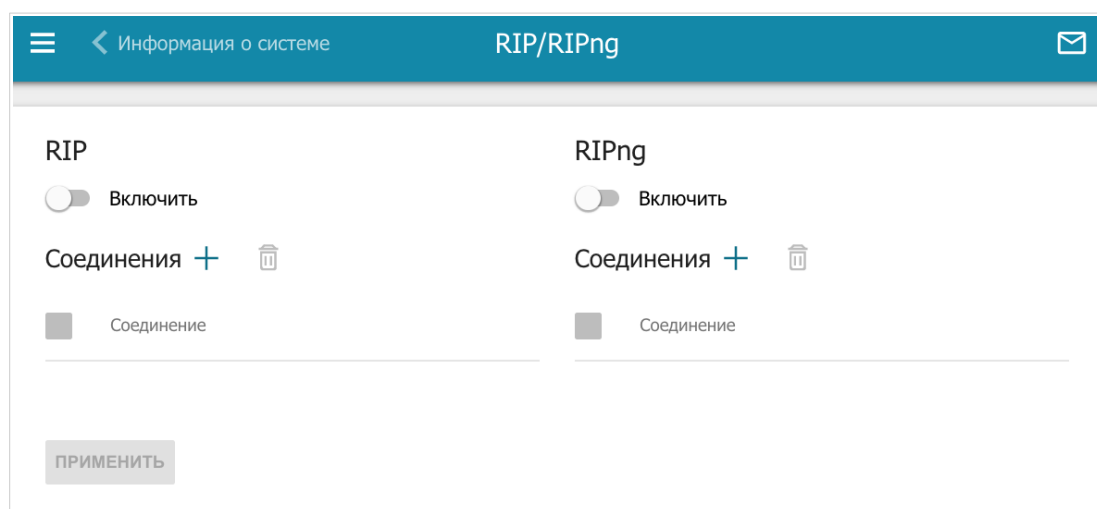 Информация о системе RIP/RIPng
RIP
Включить
Соединения
Соединение
RIPng
Включить
Соединения
Соединение
ПРИМЕНИТЬ